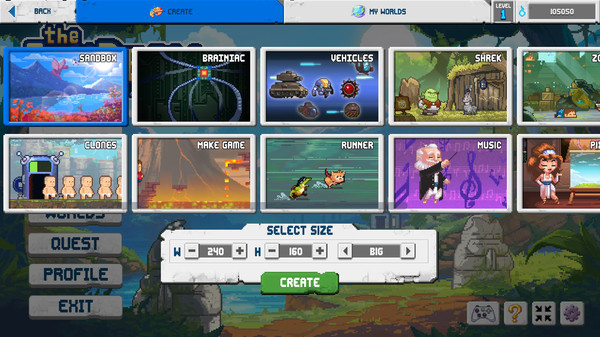 BACK
CREATE
MY WORLDS
LEVEL
1
105050
the
SANDBOX
BRAINIAC
VEHICLES
SHREK
CLONES
MAKE GAME
RUNNER
MUSIC
WORLDS
QUEST
PROFILE
EXIT
SELECT SIZE
W - 240 + H - 160 + BIG
CREATE
?